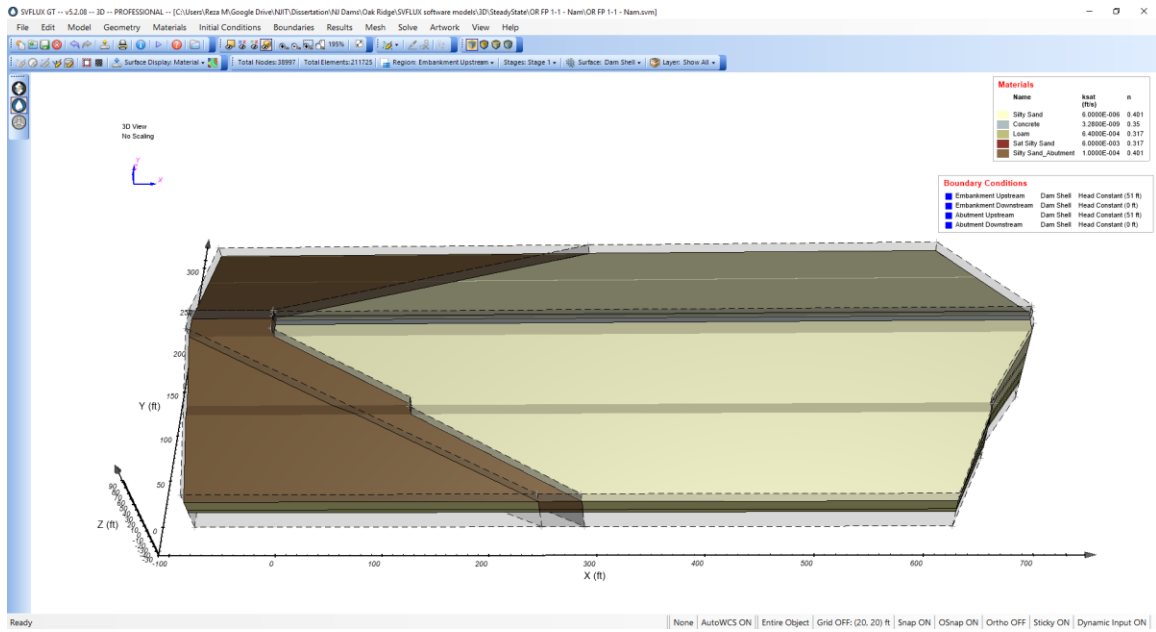 SVFLUX GT -- v5.2.08 -- 3D -- PROFESSIONAL -- [C:\Users\Reza M\Google Drive\NJIT\Dissertation\NJ Dams\Oak Ridge\SVFLUX software models\3D\SteadyState\OR FP 1-1 - Nam\OR FP 1-1 - Nam.svm]
File Edit Model Geometry Materials Initial Conditions Boundaries Results Mesh Solve Artwork View Help
195%
Surface Display: Material Total Nodes: 38997 Total Elements: 211725 Region: Embankment Upstream Stages: Stage 1 Surface: Dam Shell Layer: Show All
3D View
No Scaling
Y
X
Materials
Name ksat n
(ft/s)
Silty Sand 6.0000E-006 0.401
Concrete 3.2800E-009 0.35
Loam 6.4000E-004 0.317
Sat Silty Sand 6.0000E-003 0.317
Silty Sand_Abutment 1.0000E-004 0.401
Boundary Conditions
Embankment Upstream Dam Shell Head Constant (51 ft)
Embankment Downstream Dam Shell Head Constant (0 ft)
Abutment Upstream Dam Shell Head Constant (51 ft)
Abutment Downstream Dam Shell Head Constant (0 ft)
300
250
200
150
Y (ft)
100
50
0
Z (ft)
-100 0 100 200 300 400 500 600 700
X (ft)
Ready None AutoWCS ON Entire Object Grid OFF: (20, 20) ft Snap ON OSnap ON Ortho OFF Sticky ON Dynamic Input ON